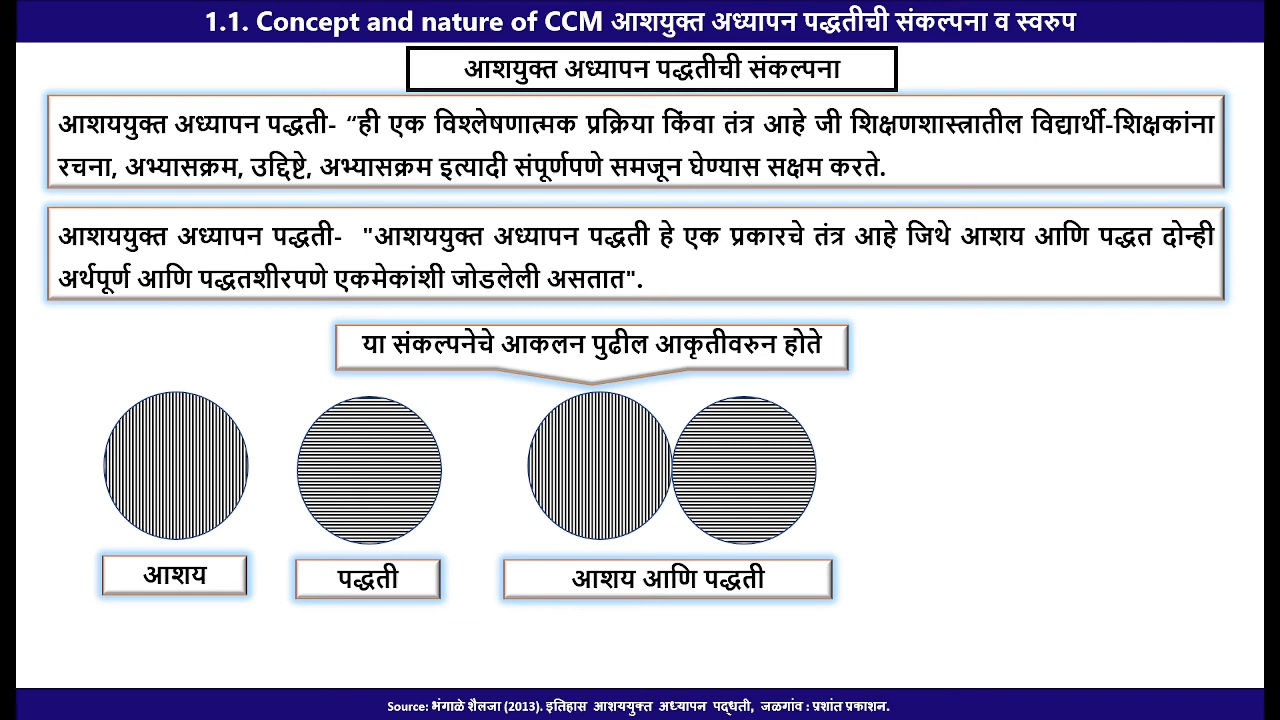 1.1. Concept and nature of CCM आशयुक्त अध्यापन पद्धतीची संकल्पना व स्वरुप
आशयुक्त अध्यापन पद्धतीची संकल्पना
आशययुक्त अध्यापन पद्धती- “ही एक विश्लेषणात्मक प्रक्रिया किंवा तंत्र आहे जी शिक्षणशास्त्रातील विद्यार्थी-शिक्षकांना
रचना, अभ्यासक्रम, उद्दिष्टे, अभ्यासक्रम इत्यादी संपूर्णपणे समजून घेण्यास सक्षम करते.
आशययुक्त अध्यापन पद्धती- "आशययुक्त अध्यापन पद्धती हे एक प्रकारचे तंत्र आहे जिथे आशय आणि पद्धत दोन्ही
अर्थपूर्ण आणि पद्धतशीरपणे एकमेकांशी जोडलेली असतात".
या संकल्पनेचे आकलन पुढील आकृतीवरुन होते
आशय
पद्धती
आशय आणि पद्धती
Source: भंगाळे शैलजा (2013). इतिहास आशययुक्त अध्यापन पद्धती, जळगांव : प्रशांत प्रकाशन.